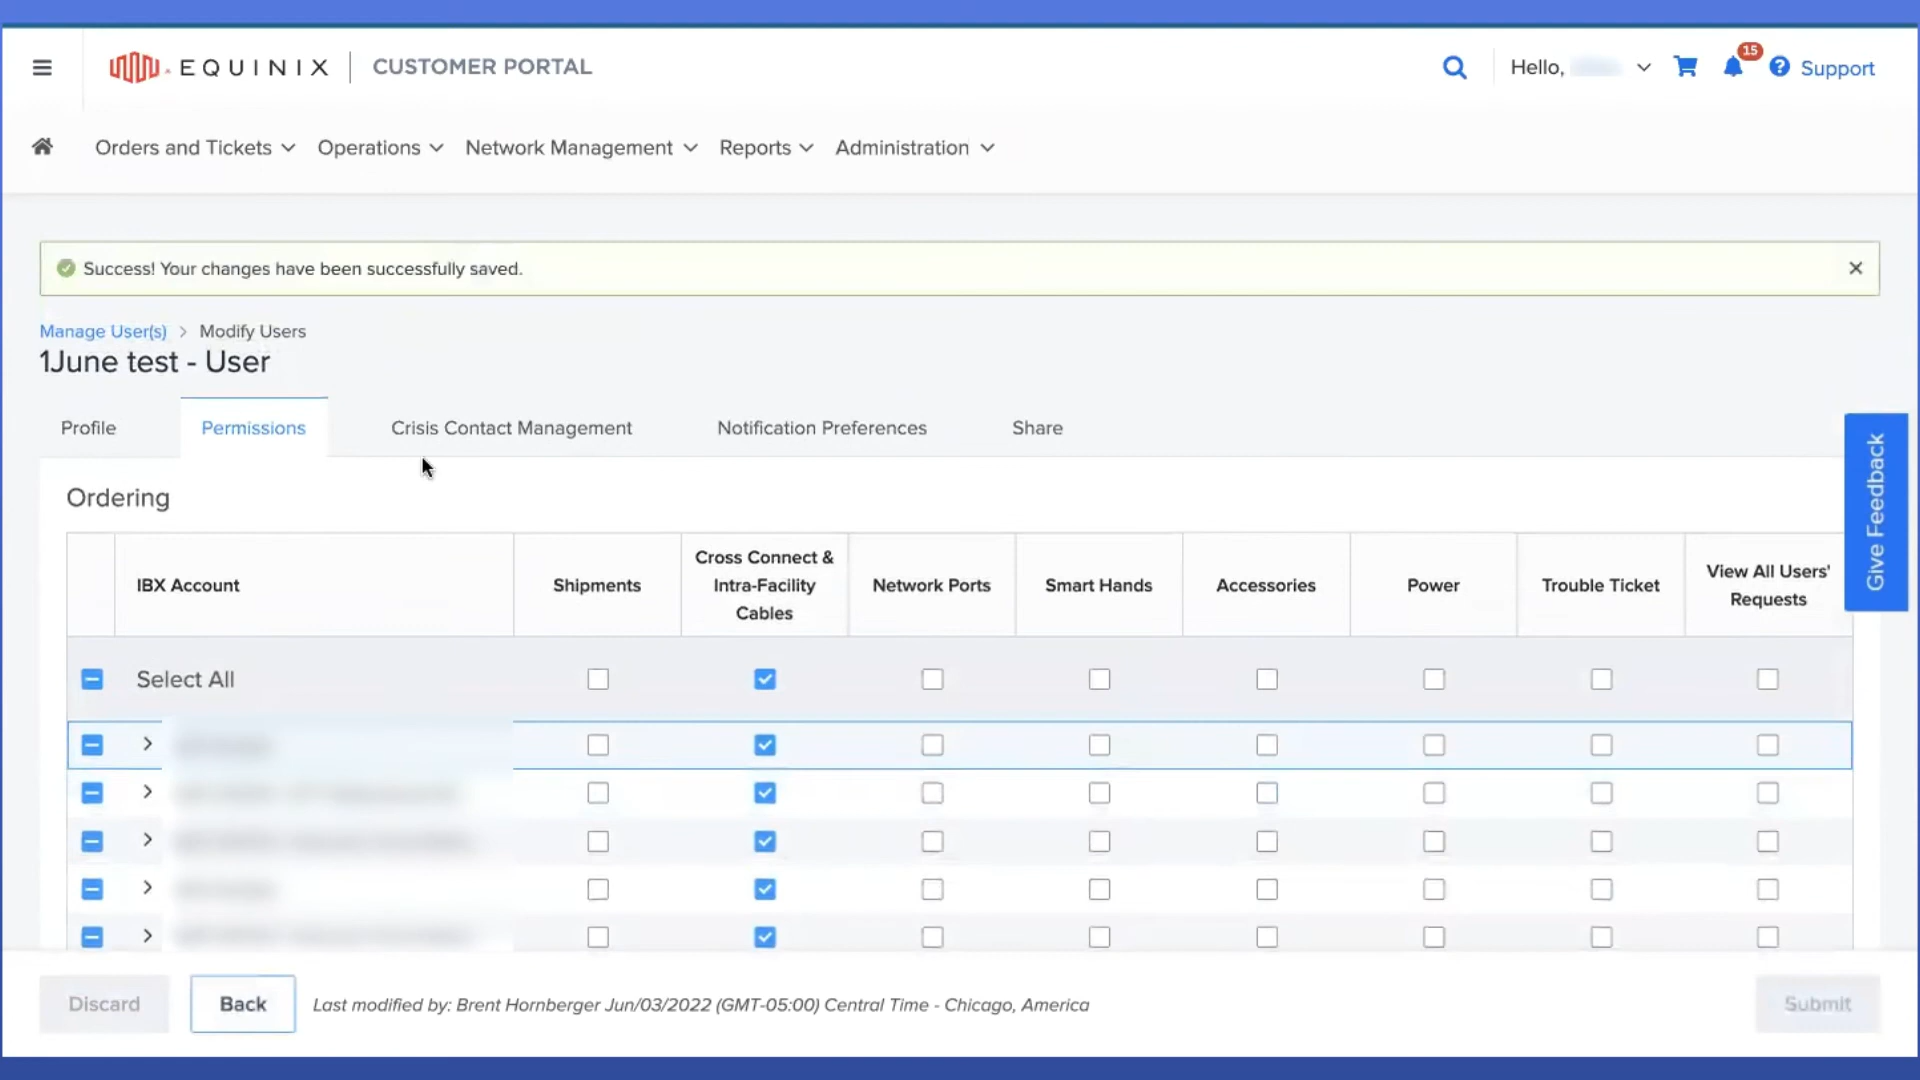 EQUINIX | CUSTOMER PORTAL
Hello,
15
Support
Orders and Tickets
Operations
Network Management
Reports
Administration
Success! Your changes have been successfully saved.
Manage User(s) > Modify Users
1June test - User
Profile
Permissions
Crisis Contact Management
Notification Preferences
Share
Give Feedback
Ordering
IBX Account
Shipments
Cross Connect &
Intra-Facility
Cables
Network Ports
Smart Hands
Accessories
Power
Trouble Ticket
View All Users'
Requests
Select All
Discard
Back
Last modified by: Brent Hornberger Jun/03/2022 (GMT-05:00) Central Time - Chicago, America
Submit